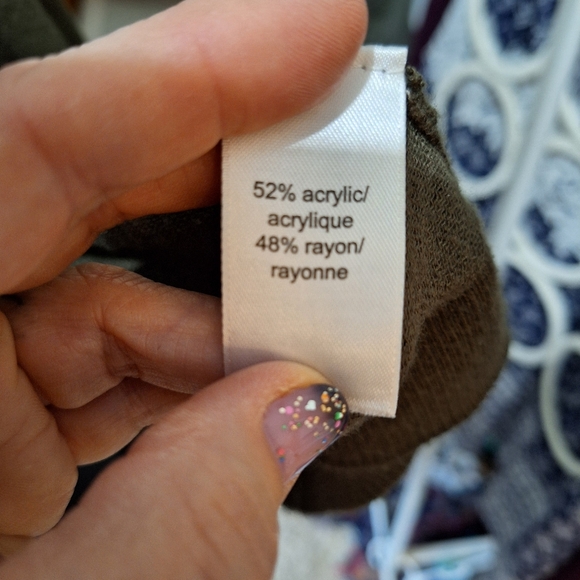 52% acrylic/
acrylique
48% rayon/
rayonne